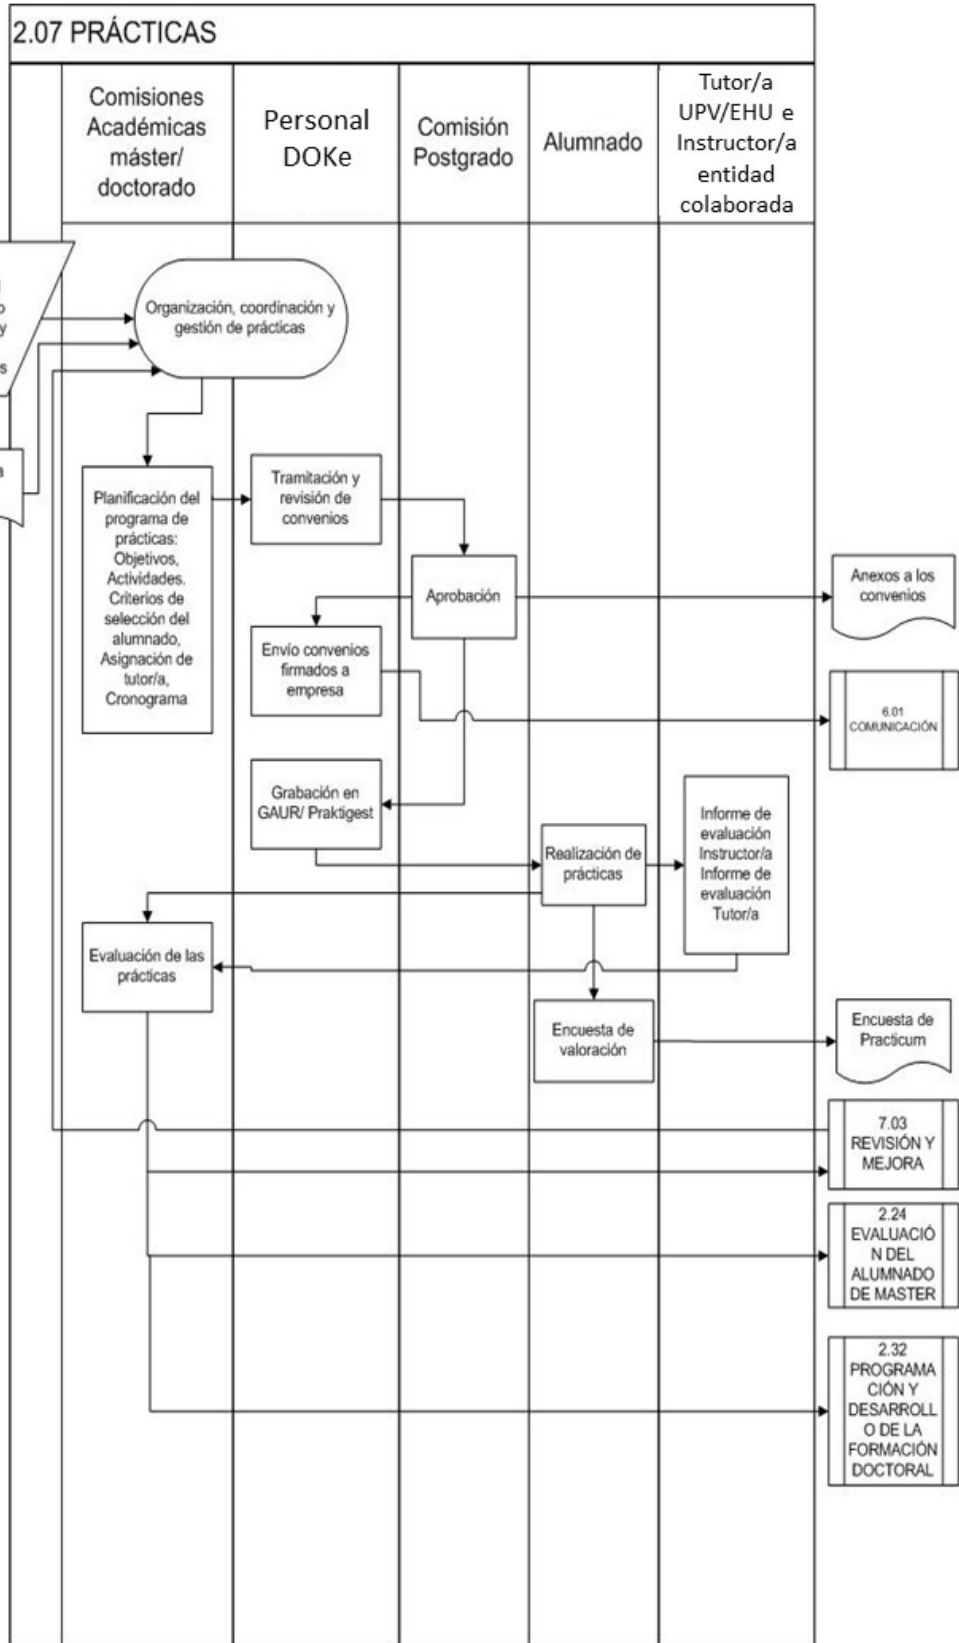 2.07 PRÁCTICAS
Comisiones
Académicas
máster/
doctorado
Personal
DOKe
Comisión
Postgrado
Alumnado
Tutor/a
UPV/EHU e
Instructor/a
entidad
colaborada
Organización, coordinación y
gestión de prácticas
o
y
s
a
Planificación del
programa de
prácticas:
Objetivos,
Actividades.
Criterios de
selección del
alumnado,
Asignación de
tutor/a,
Cronograma
Tramitación y
revisión de
convenios
Aprobación
Anexos a los
convenios
Envío convenios
firmados a
empresa
6.01
COMUNICACIÓN
Grabación en
GAUR/ Praktigest
Realización de
prácticas
Informe de
evaluación
Instructor/a
Informe de
evaluación
Tutor/a
Evaluación de las
prácticas
Encuesta de
valoración
Encuesta de
Practicum
7.03
REVISIÓN Y
MEJORA
2.24
EVALUACIÓ
N DEL
ALUMNADO
DE MASTER
2.32
PROGRAMA
CIÓN Y
DESARROLL
O DE LA
FORMACIÓN
DOCTORAL